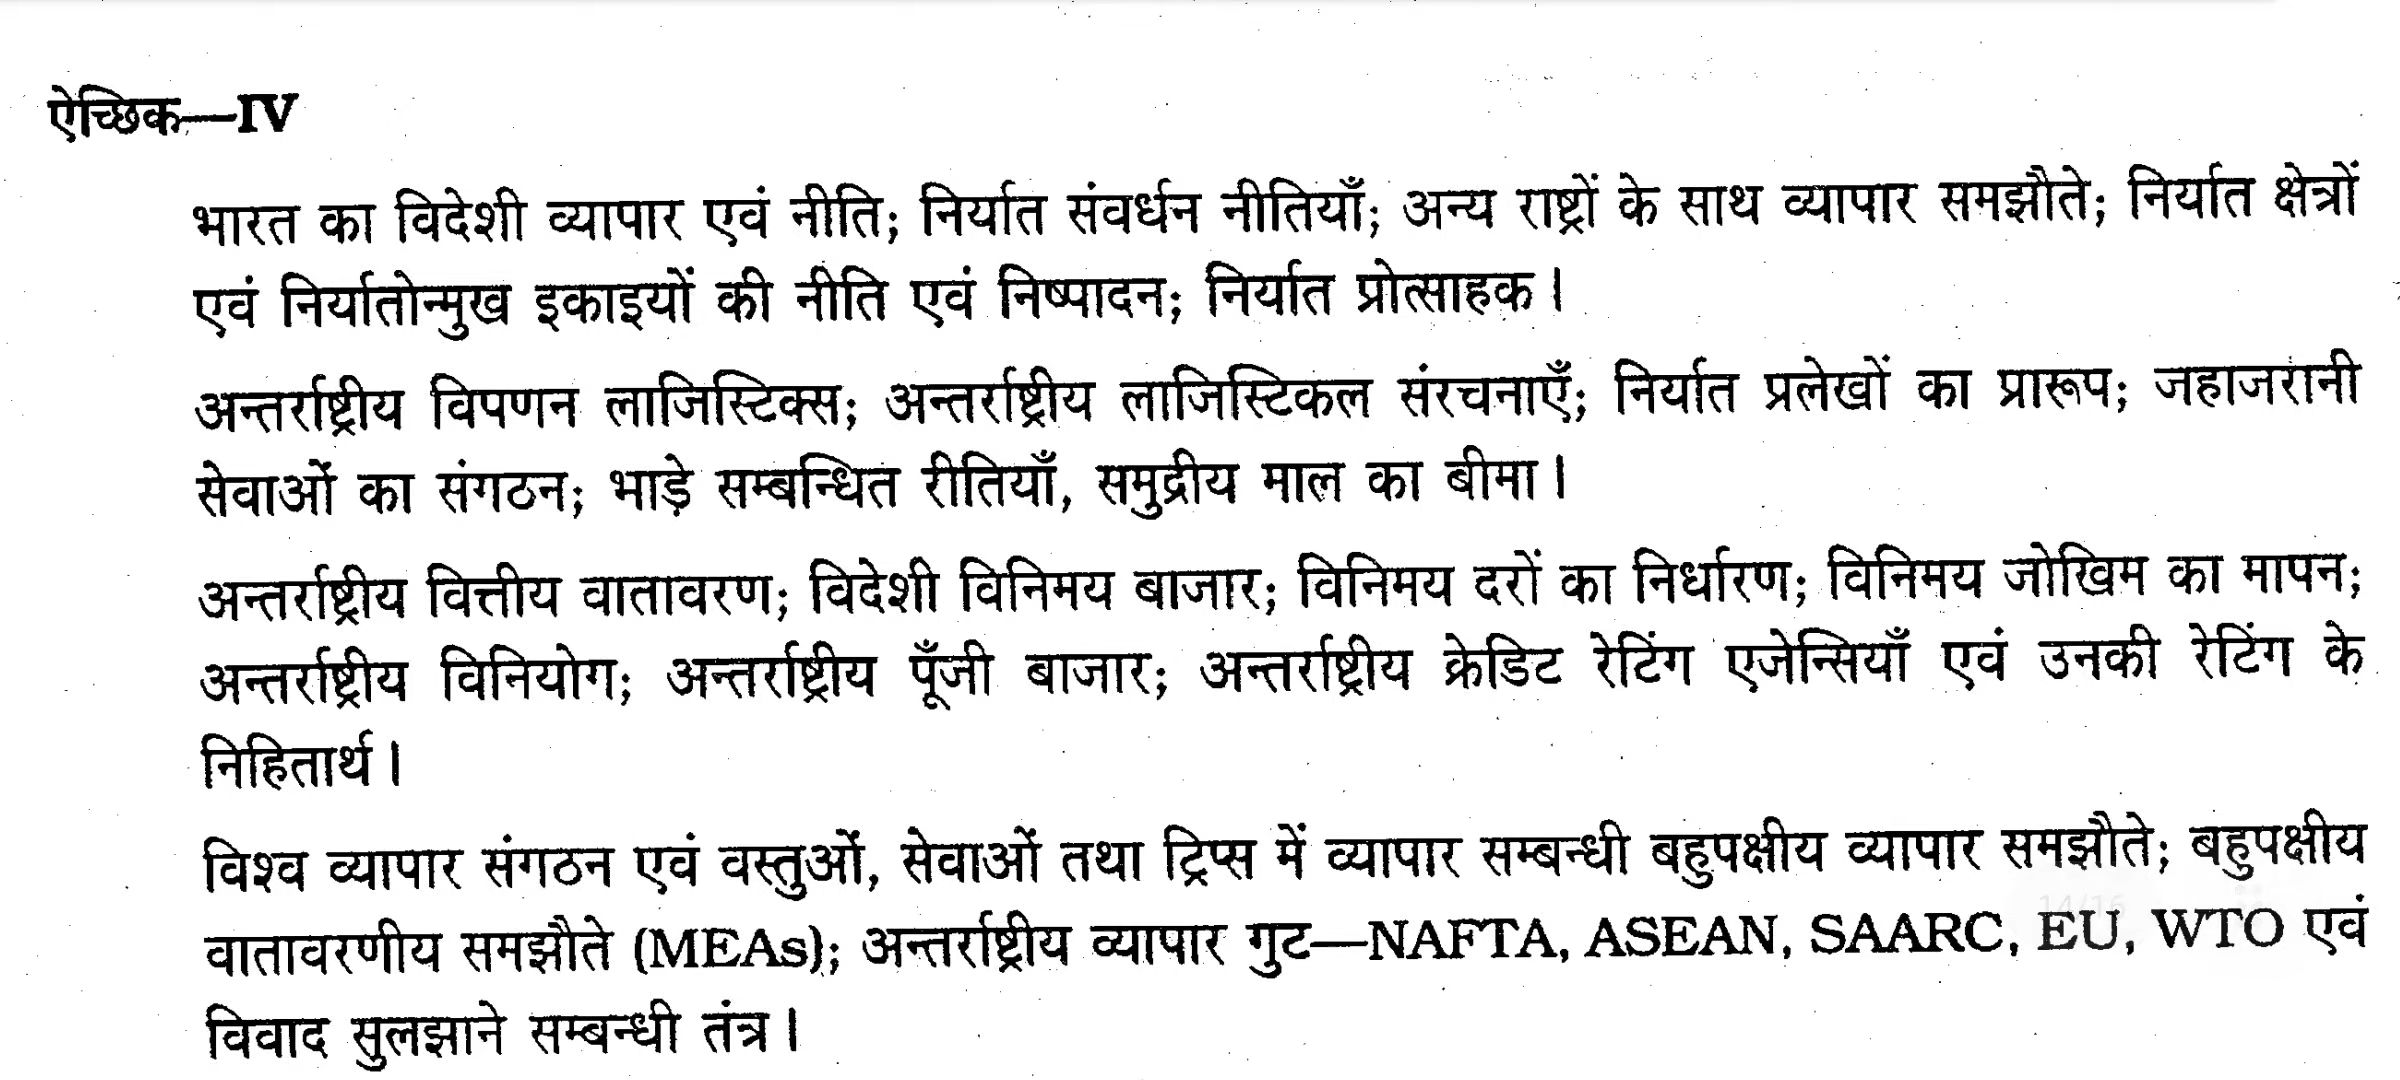 ऐच्छिक—IV
भारत का विदेशी व्यापार एवं नीति; निर्यात संवर्धन नीतियाँ; अन्य राष्ट्रों के साथ व्यापार समझौते; निर्यात क्षेत्रों
एवं निर्यातोन्मुख इकाइयों की नीति एवं निष्पादन; निर्यात प्रोत्साहक।
अन्तर्राष्ट्रीय विपणन लाजिस्टिक्स; अन्तर्राष्ट्रीय लाजिस्टिकल संरचनाएँ; निर्यात प्रलेखों का प्रारूप; जहाजरानी
सेवाओं का संगठन; भाड़े सम्बन्धित रीतियाँ, समुद्रीय माल का बीमा।
अन्तर्राष्ट्रीय वित्तीय वातावरण; विदेशी विनिमय बाजार; विनिमय दरों का निर्धारण; विनिमय जोखिम का मापन;
अन्तर्राष्ट्रीय विनियोग; अन्तर्राष्ट्रीय पूँजी बाजार; अन्तर्राष्ट्रीय क्रेडिट रेटिंग एजेन्सियाँ एवं उनकी रेटिंग के
निहितार्थ।
विश्व व्यापार संगठन एवं वस्तुओं, सेवाओं तथा ट्रिप्स में व्यापार सम्बन्धी बहुपक्षीय व्यापार समझौते; बहुपक्षीय
14/16
वातावरणीय समझौते (MEAs); अन्तर्राष्ट्रीय व्यापार गुट—NAFTA, ASEAN, SAARC, EU, WTO एवं
विवाद सुलझाने सम्बन्धी तंत्र।